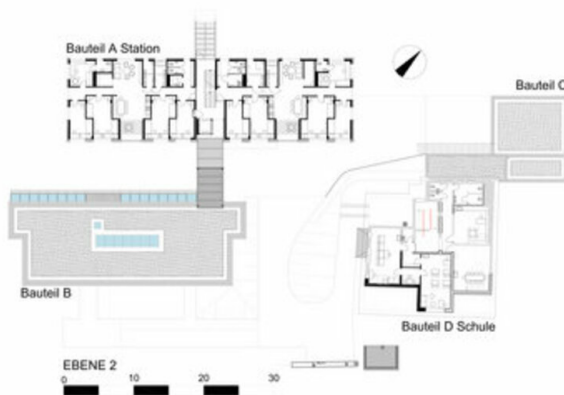 Bauteil A Station
Bauteil C
Bauteil B
Bauteil D Schule
EBENE 2
0 10 20 30